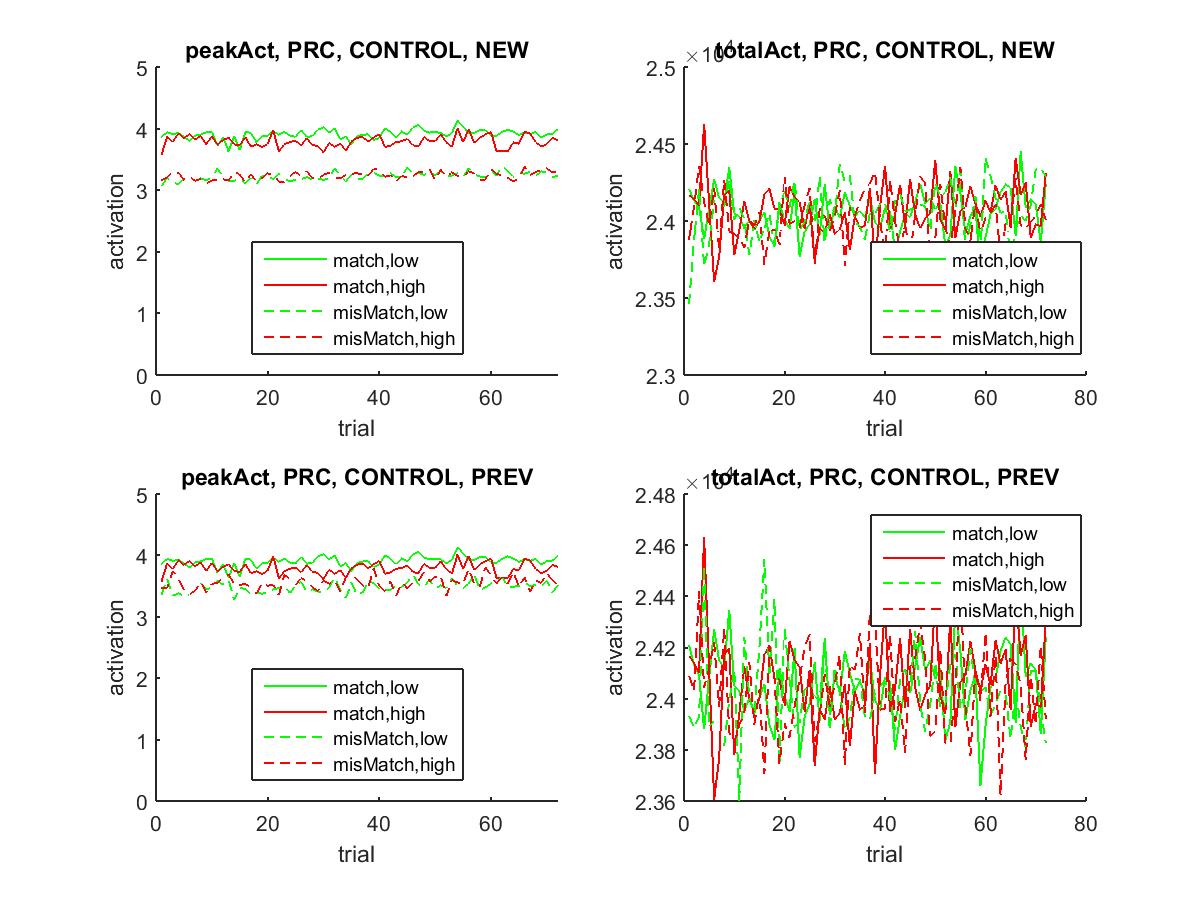 peakAct, PRC, CONTROL, NEW
5
4
3
2
1
0
activation
match,low
match,high
misMatch,low
misMatch,high
0 20 40 60
trial
×10⁴
totalAct, PRC, CONTROL, NEW
2.5
2.45
2.4
2.35
2.3
activation
match,low
match,high
misMatch,low
misMatch,high
0 20 40 60 80
trial
peakAct, PRC, CONTROL, PREV
5
4
3
2
1
0
activation
match,low
match,high
misMatch,low
misMatch,high
0 20 40 60
trial
×10⁴
totalAct, PRC, CONTROL, PREV
2.48
2.46
2.44
2.42
2.4
2.38
2.36
activation
match,low
match,high
misMatch,low
misMatch,high
0 20 40 60 80
trial